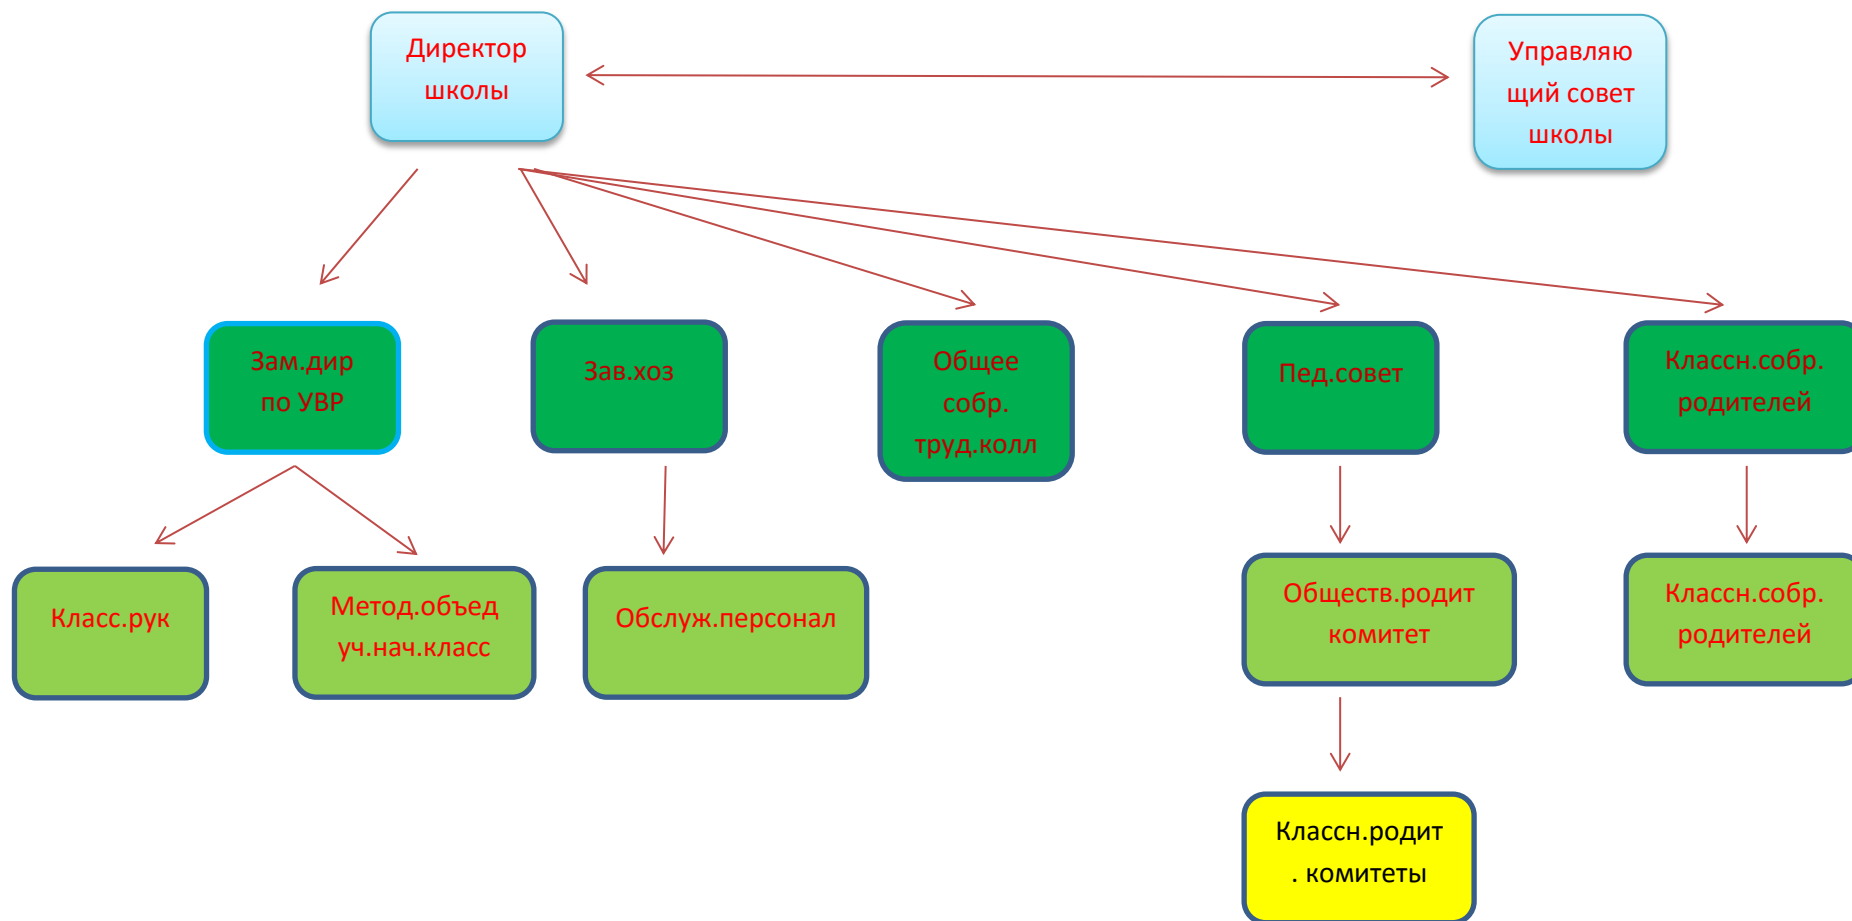 Директор
школы
Управляю
щий совет
школы
Зам.дир
по УВР
Зав.хоз
Общее
собр.
труд.колл
Пед.совет
Классн.собр.
родителей
Класс.рук
Метод.объед
уч.нач.класс
Обслуж.персонал
Обществ.родит
комитет
Классн.собр.
родителей
Классн.родит
. комитеты